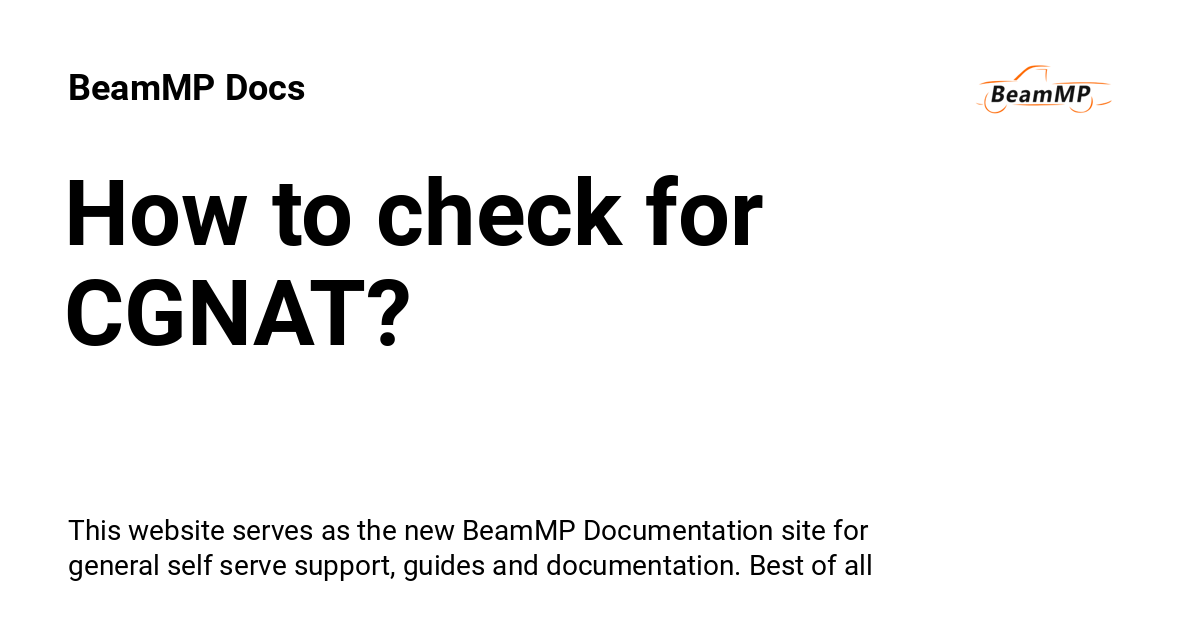 BeamMP Docs
BeamMP
How to check for
CGNAT?
This website serves as the new BeamMP Documentation site for
general self serve support, guides and documentation. Best of all